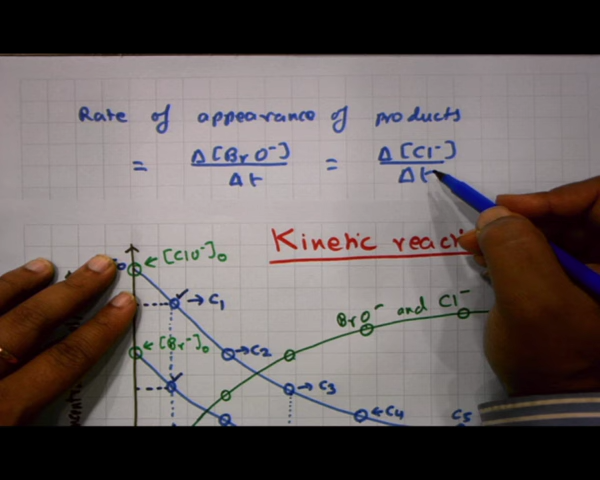 Rate of appearance of products
= Δ[BrO⁻]/Δt = Δ[Cl⁻]/Δt
Kinetic
[ClO⁻]₀
C₁
BrO⁻ and Cl⁻
[Br⁻]₀
C₂
C₃
C₄
C₅